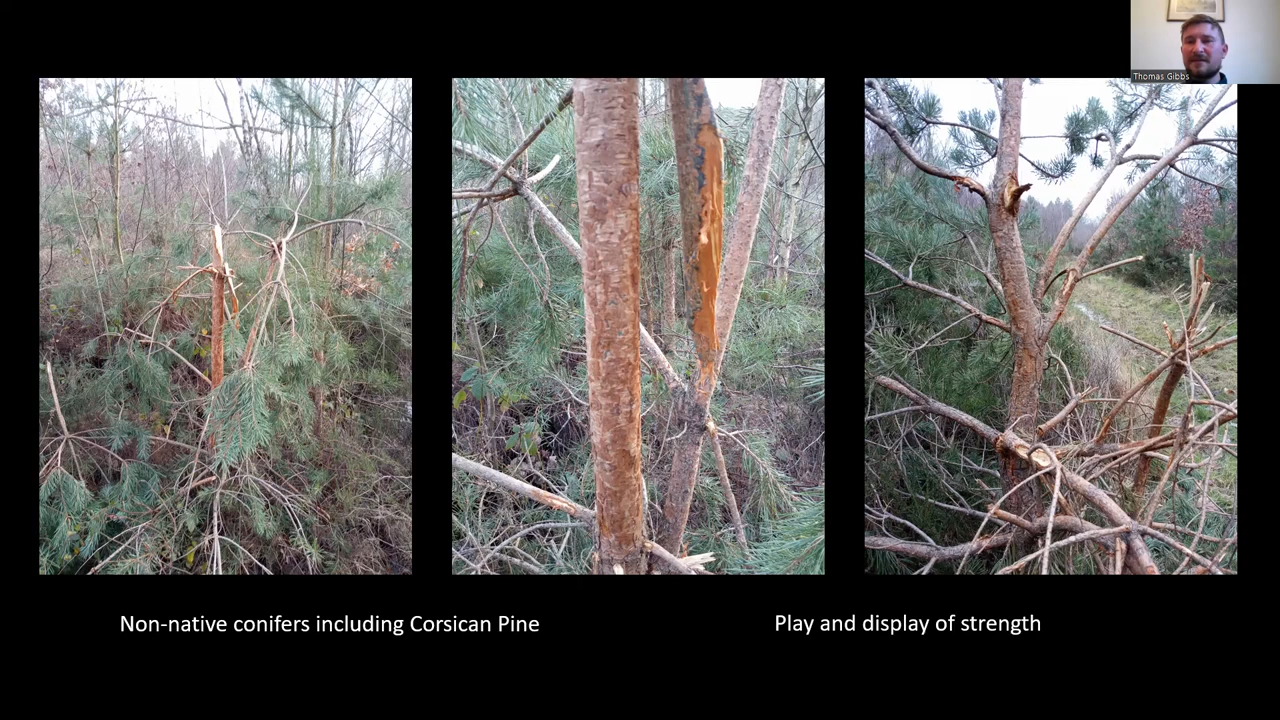 Thomas Gibbs
Non-native conifers including Corsican Pine
Play and display of strength